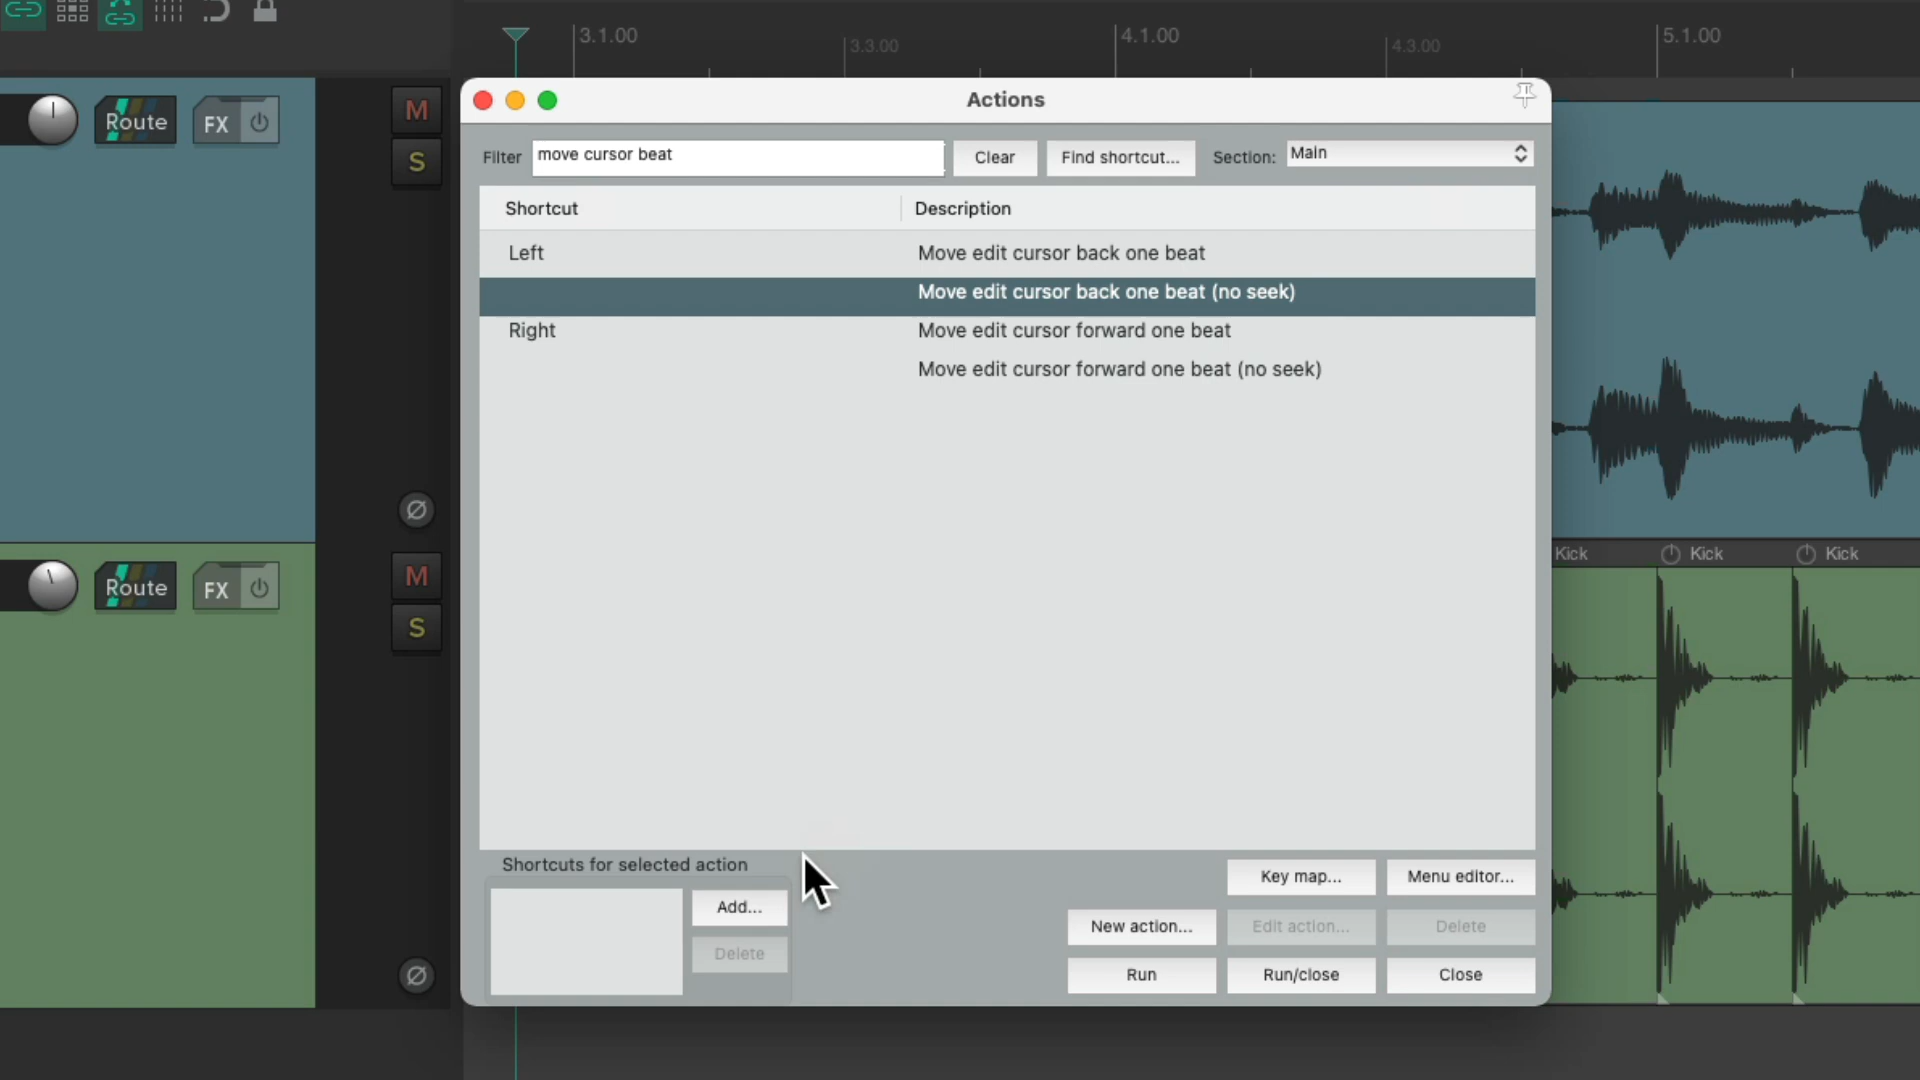 3.1.00 3.3.00 4.1.00 4.3.00 5.1.00
Actions
Route FX M
S
Filter move cursor beat Clear Find shortcut... Section: Main
Shortcut Description
Left Move edit cursor back one beat
Move edit cursor back one beat (no seek)
Right Move edit cursor forward one beat
Move edit cursor forward one beat (no seek)
Kick Kick Kick
Route FX M
S
Shortcuts for selected action
Key map... Menu editor...
Add...
New action... Edit action... Delete
Delete
Run Run/close Close